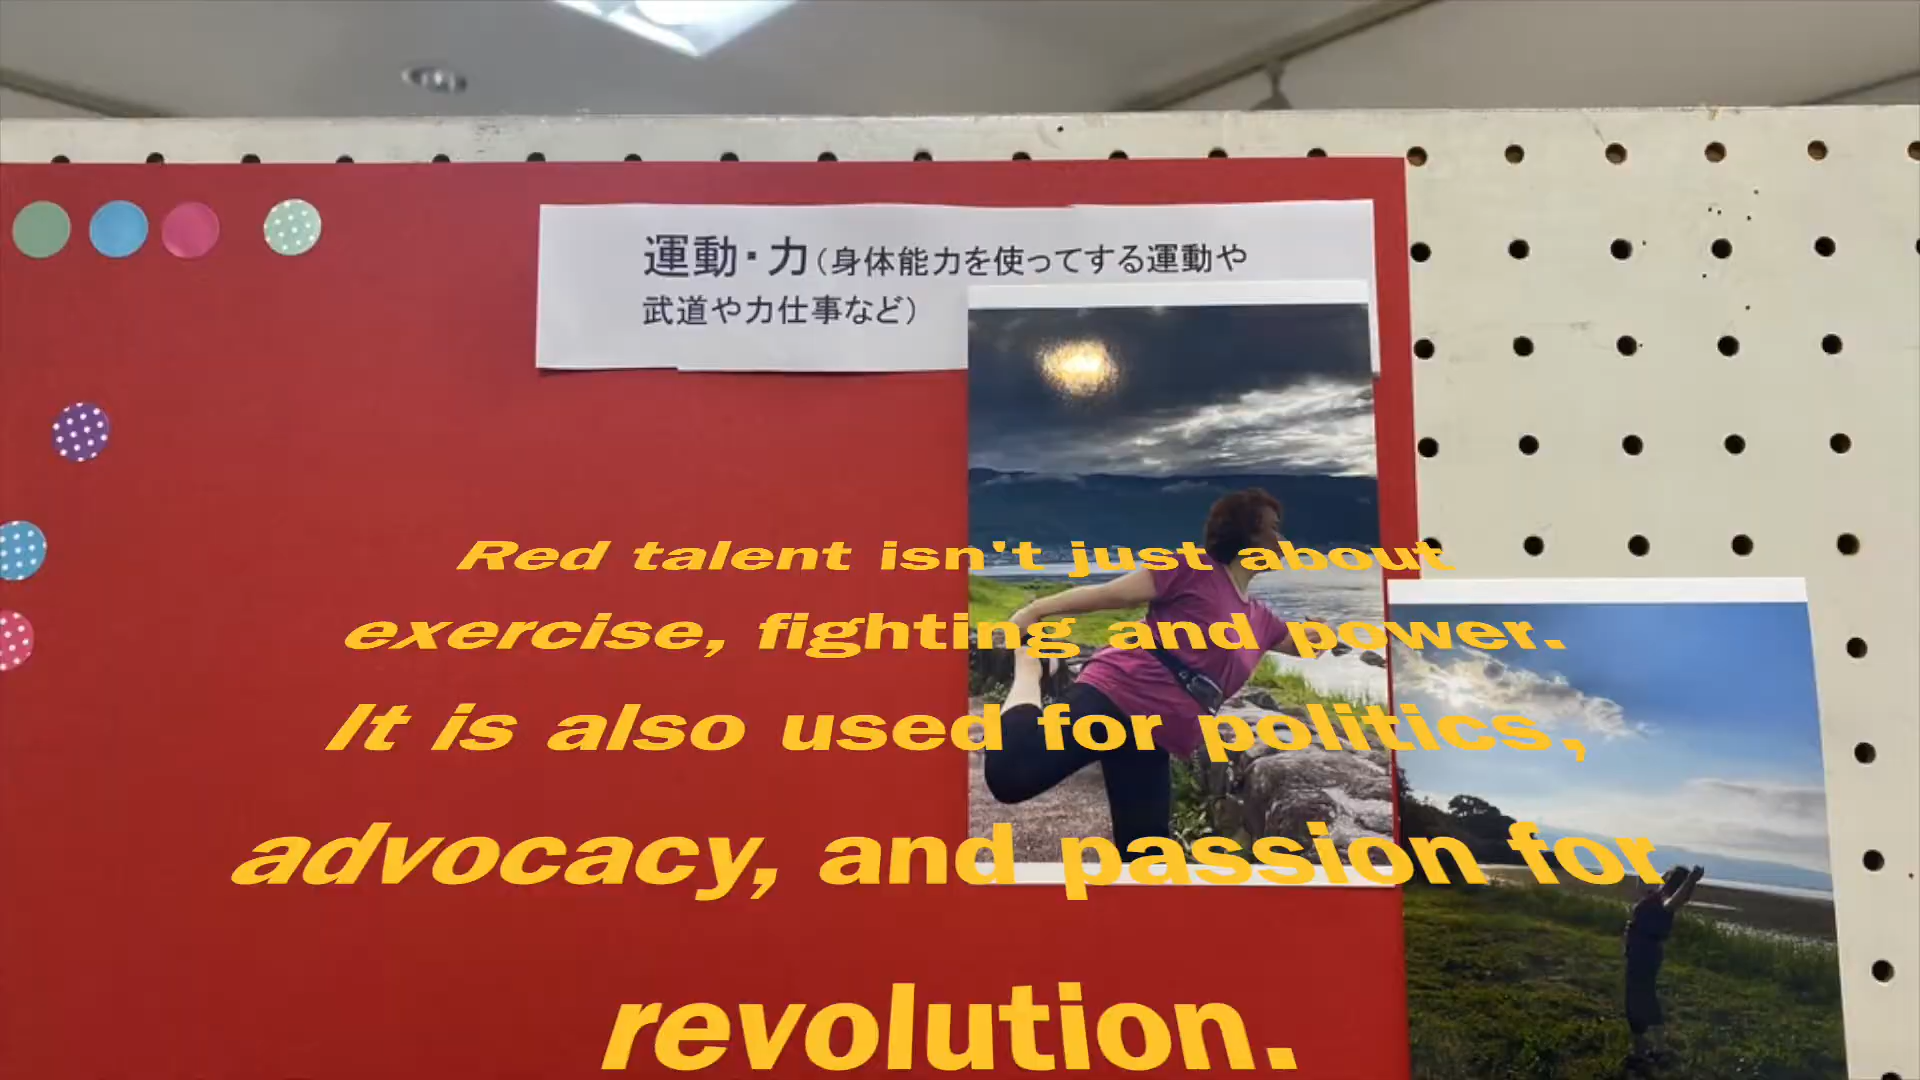 運動・力(身体能力を使ってする運動や
武道や力仕事など)
Red talent isn't just about
exercise, fighting and power.
It is also used for politics,
advocacy, and passion for
revolution.